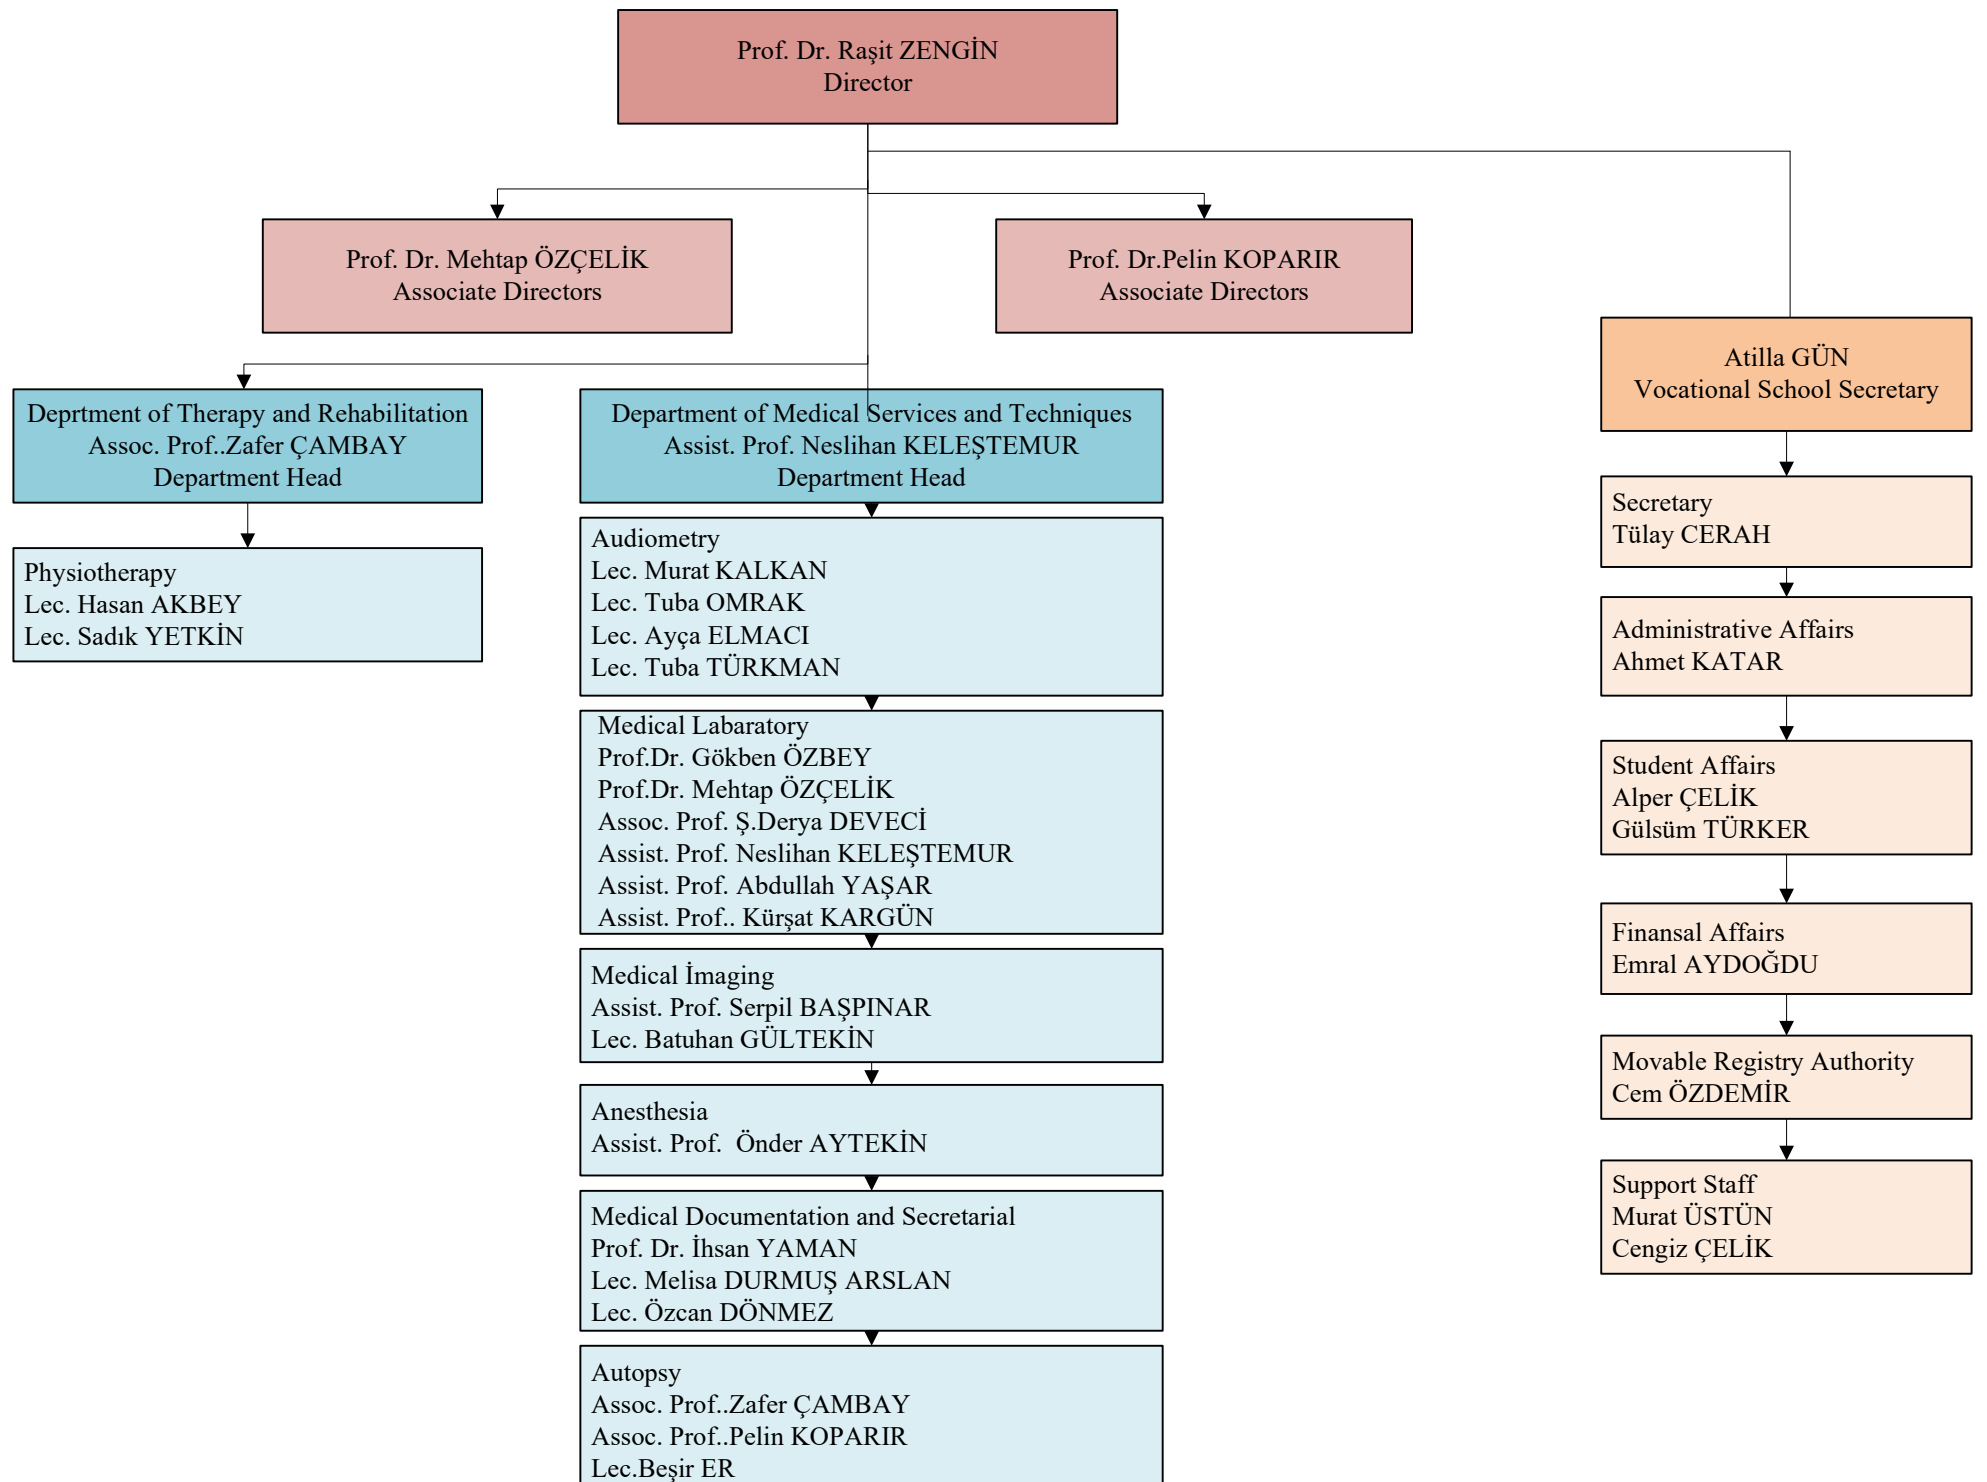 Prof. Dr. Raşit ZENGİN
Director
Prof. Dr. Mehtap ÖZÇELİK
Associate Directors
Prof. Dr.Pelin KOPARIR
Associate Directors
Atilla GÜN
Vocational School Secretary
Deprtment of Therapy and Rehabilitation
Assoc. Prof..Zafer ÇAMBAY
Department Head
Department of Medical Services and Techniques
Assist. Prof. Neslihan KELEŞTEMUR
Department Head
Physiotherapy
Lec. Hasan AKBEY
Lec. Sadık YETKİN
Audiometry
Lec. Murat KALKAN
Lec. Tuba OMRAK
Lec. Ayça ELMACI
Lec. Tuba TÜRKMAN
Medical Labaratory
Prof.Dr. Gökben ÖZBEY
Prof.Dr. Mehtap ÖZÇELİK
Assoc. Prof. Ş.Derya DEVECİ
Assist. Prof. Neslihan KELEŞTEMUR
Assist. Prof. Abdullah YAŞAR
Assist. Prof.. Kürşat KARGÜN
Medical İmaging
Assist. Prof. Serpil BAŞPINAR
Lec. Batuhan GÜLTEKİN
Anesthesia
Assist. Prof.  Önder AYTEKİN
Medical Documentation and Secretarial
Prof. Dr. İhsan YAMAN
Lec. Melisa DURMUŞ ARSLAN
Lec. Özcan DÖNMEZ
Autopsy
Assoc. Prof..Zafer ÇAMBAY
Assoc. Prof..Pelin KOPARIR
Lec.Beşir ER
Secretary
Tülay CERAH
Administrative Affairs
Ahmet KATAR
Student Affairs
Alper ÇELİK
Gülsüm TÜRKER
Finansal Affairs
Emral AYDOĞDU
Movable Registry Authority
Cem ÖZDEMİR
Support Staff
Murat ÜSTÜN
Cengiz ÇELİK